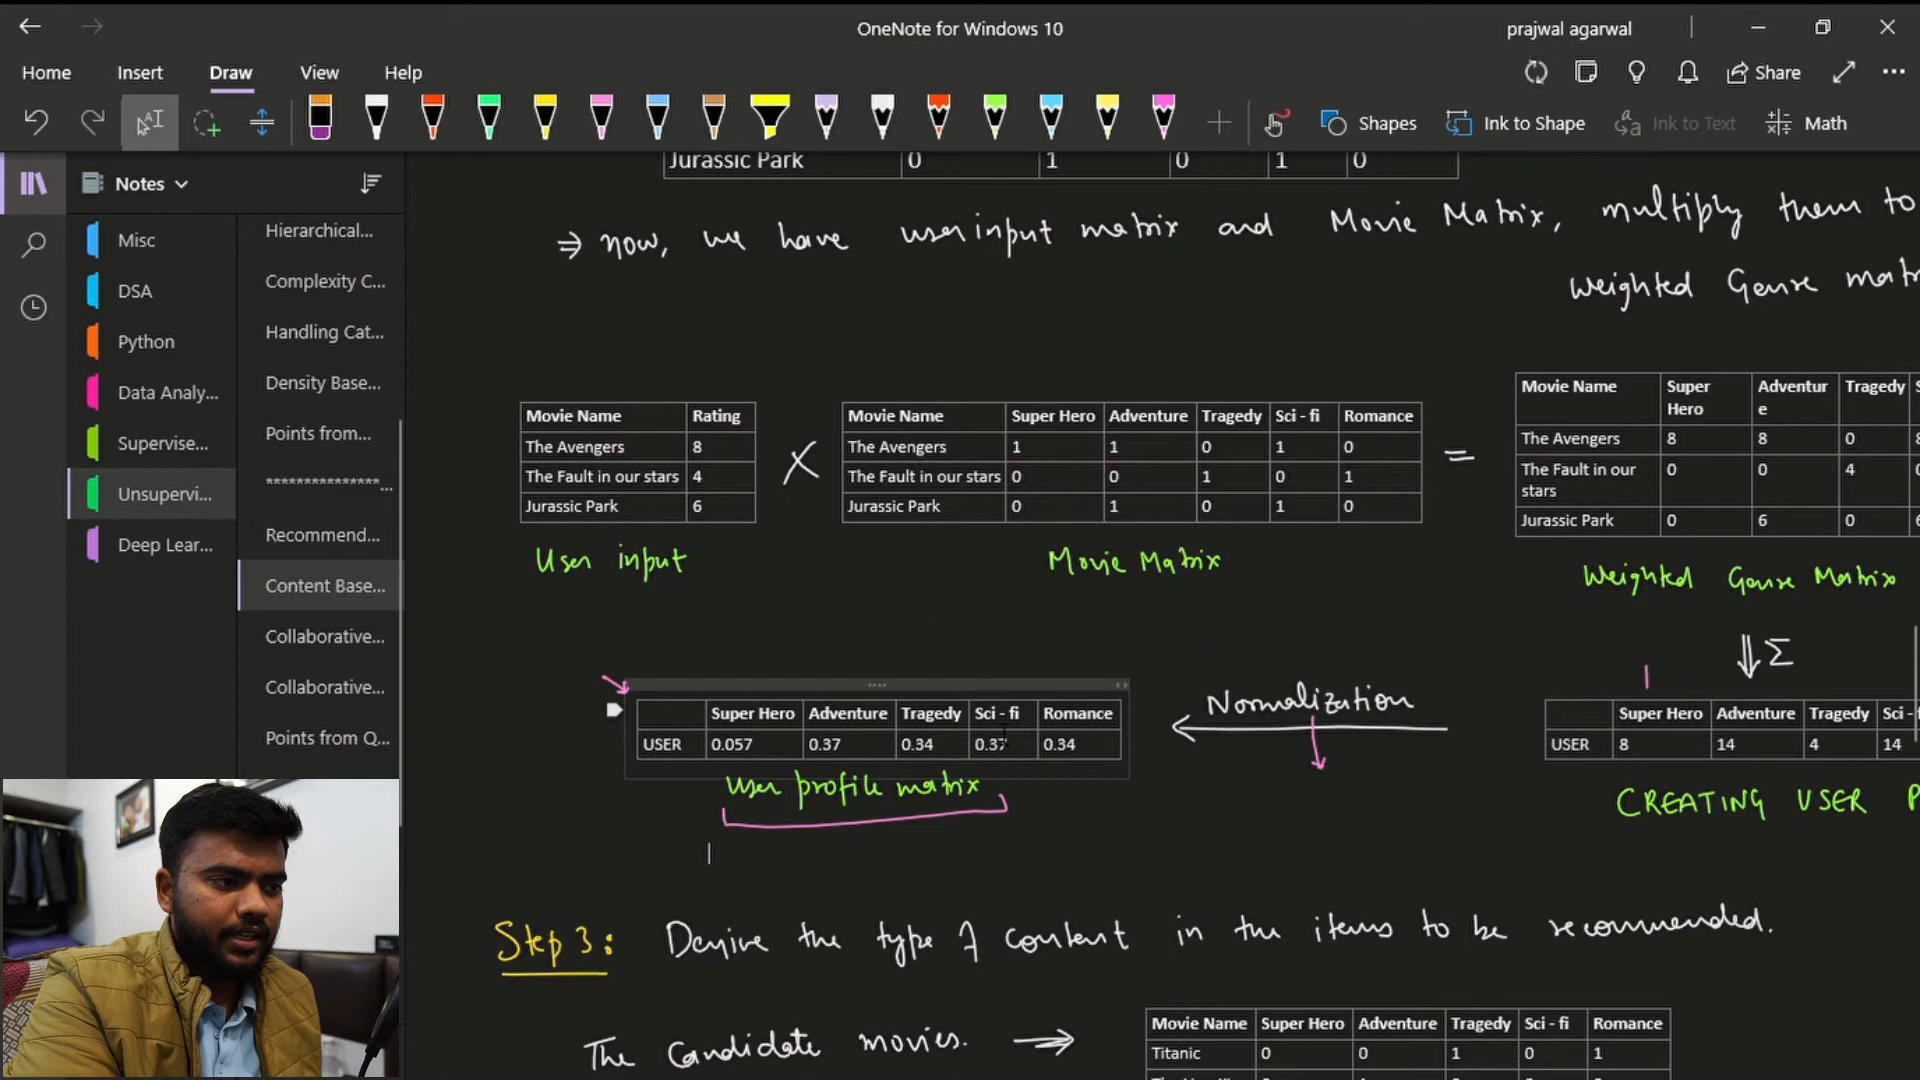 OneNote for Windows 10
prajwal agarwal
Home Insert Draw View Help
Share
Shapes Ink to Shape Ink to Text Math
Notes
Misc
DSA
Python
Data Analy...
Supervise...
Unsupervi...
Deep Lear...
Hierarchical...
Complexity C...
Handling Cat...
Density Base...
Points from...
***************...
Recommend...
Content Base...
Collaborative...
Collaborative...
Points from Q...
Jurassic Park 0 1 0 1 0
⇒ now, we have user input matrix and Movie Matrix, multiply them to
Weighted Genre matr
Movie Name Rating
The Avengers 8
The Fault in our stars 4
Jurassic Park 6
User input
X
Movie Name Super Hero Adventure Tragedy Sci - fi Romance
The Avengers 1 1 0 1 0
The Fault in our stars 0 0 1 0 1
Jurassic Park 0 1 0 1 0
Movie Matrix
=
Movie Name Super Hero Adventure Tragedy S
The Avengers 8 8 0 8
The Fault in our stars 0 0 4 0
Jurassic Park 0 6 0 6
Weighted Genre Matrix
⇓ Σ
Super Hero Adventure Tragedy Sci - fi Romance
USER 0.057 0.37 0.34 0.37 0.34
User profile matrix
Normalization
Super Hero Adventure Tragedy Sci -
USER 8 14 4 14
CREATING USER P
Step 3: Derive the type of content in the items to be recommended.
The Candidate movies. →
Movie Name Super Hero Adventure Tragedy Sci - fi Romance
Titanic 0 0 1 0 1